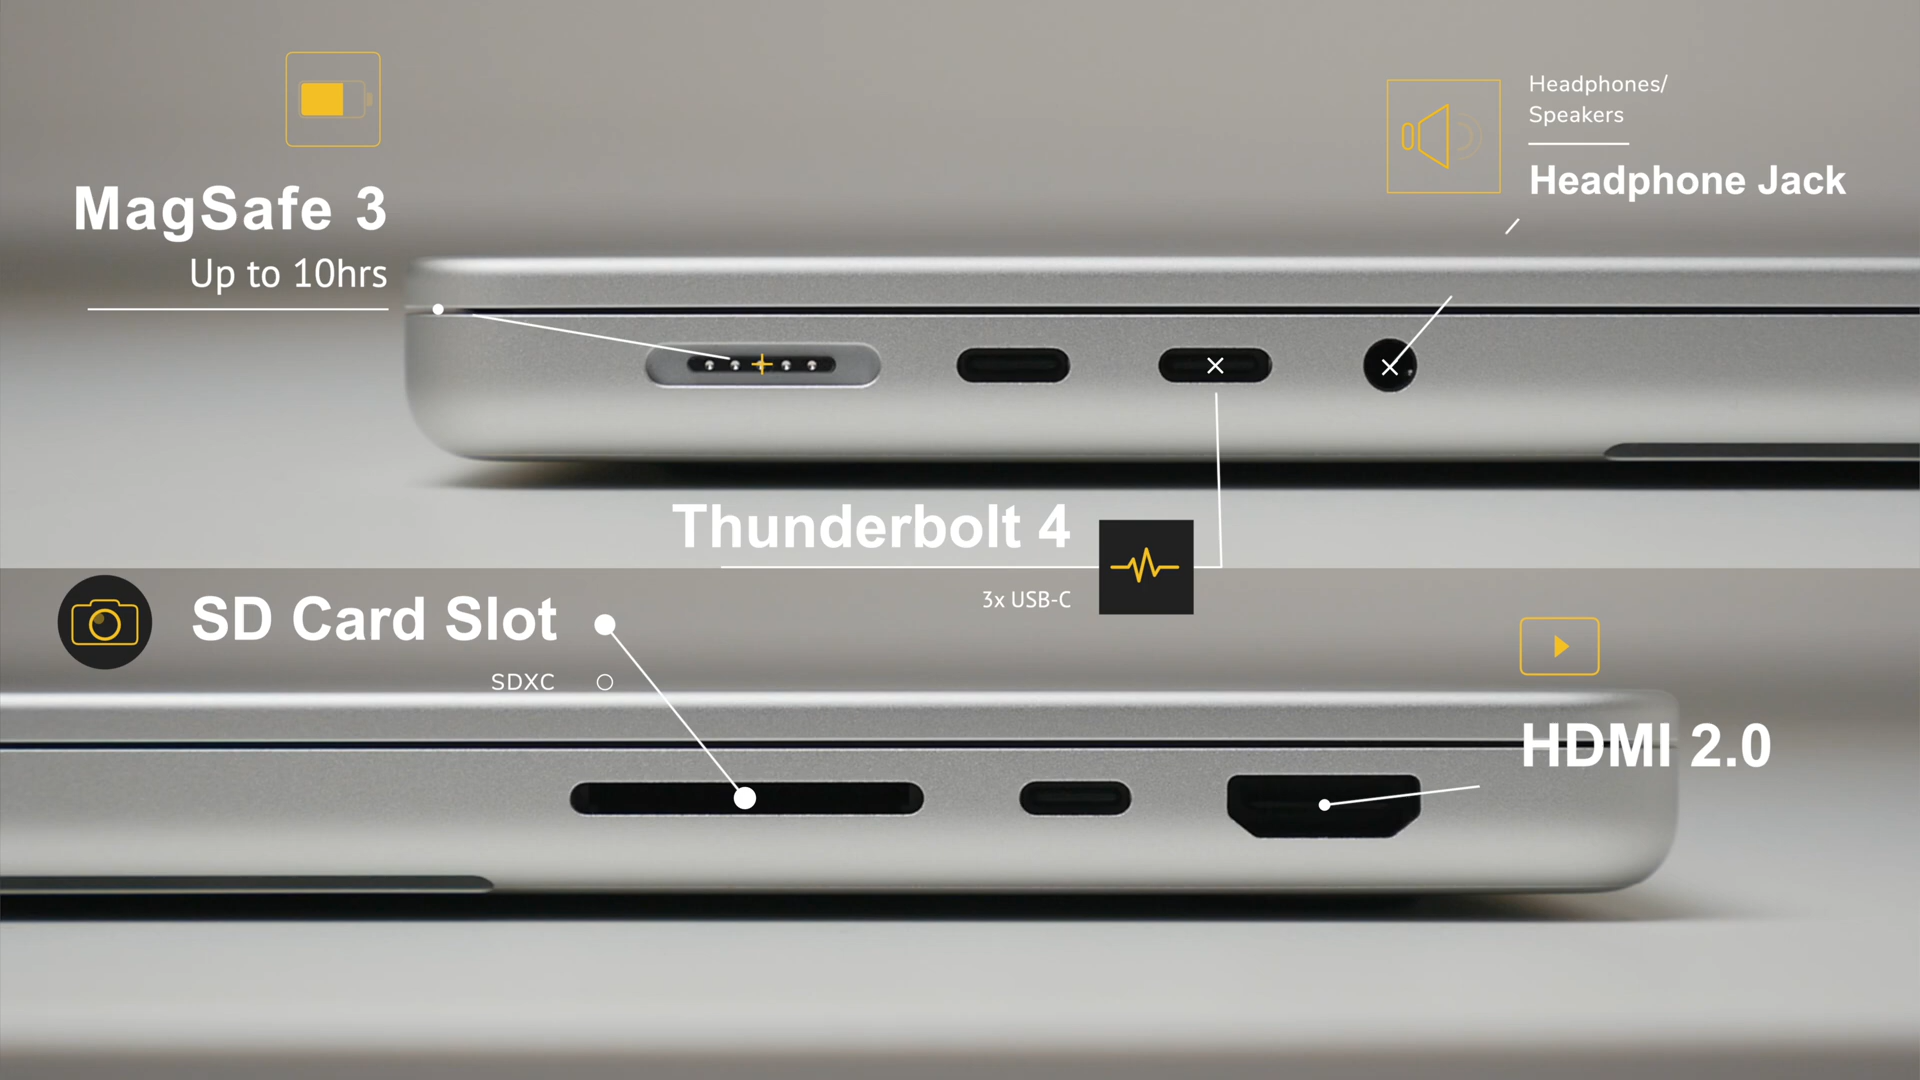 MagSafe 3
Up to 10hrs
Headphones/
Speakers
Headphone Jack
Thunderbolt 4
3x USB-C
SD Card Slot
SDXC
HDMI 2.0